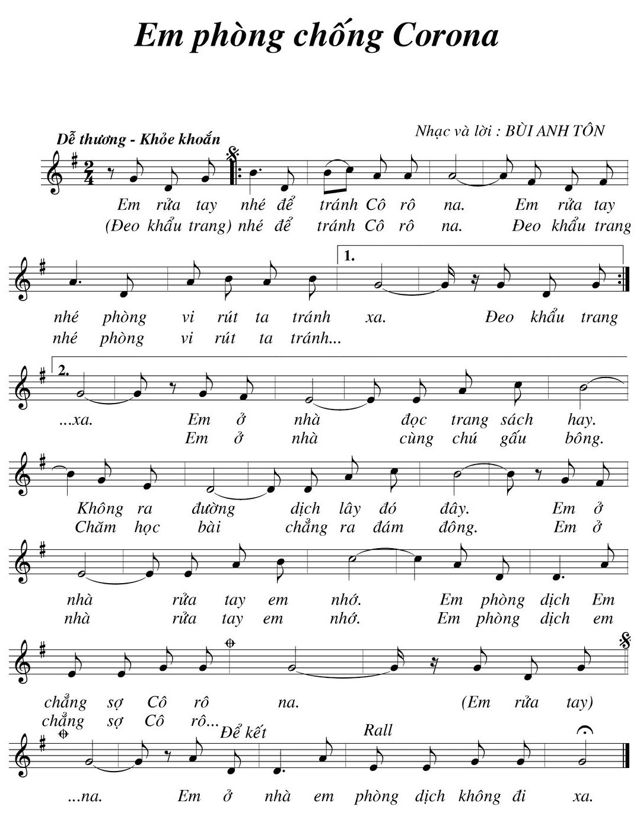 Em phòng chống Corona
Nhạc và lời : BÙI ANH TÔN
Dễ thương - Khỏe khoắn
2
4
Em rửa tay nhé để tránh Cô rô na. Em rửa tay
(Đeo khẩu trang) nhé để tránh Cô rô na. Đeo khẩu trang
1.
nhé phòng vi rút ta tránh xa. Đeo khẩu trang
nhé phòng vi rút ta tránh...
2.
...xa. Em ở nhà đọc trang sách hay.
Em ở nhà cùng chú gấu bông.
Không ra đường dịch lây đó đây. Em ở
Chăm học bài chẳng ra đám đông. Em ở
nhà rửa tay em nhớ. Em phòng dịch Em
nhà rửa tay em nhớ. Em phòng dịch em
chẳng sợ Cô rô na. (Em rửa tay)
chẳng sợ Cô rô...
Để kết Rall
...na. Em ở nhà em phòng dịch không đi xa.